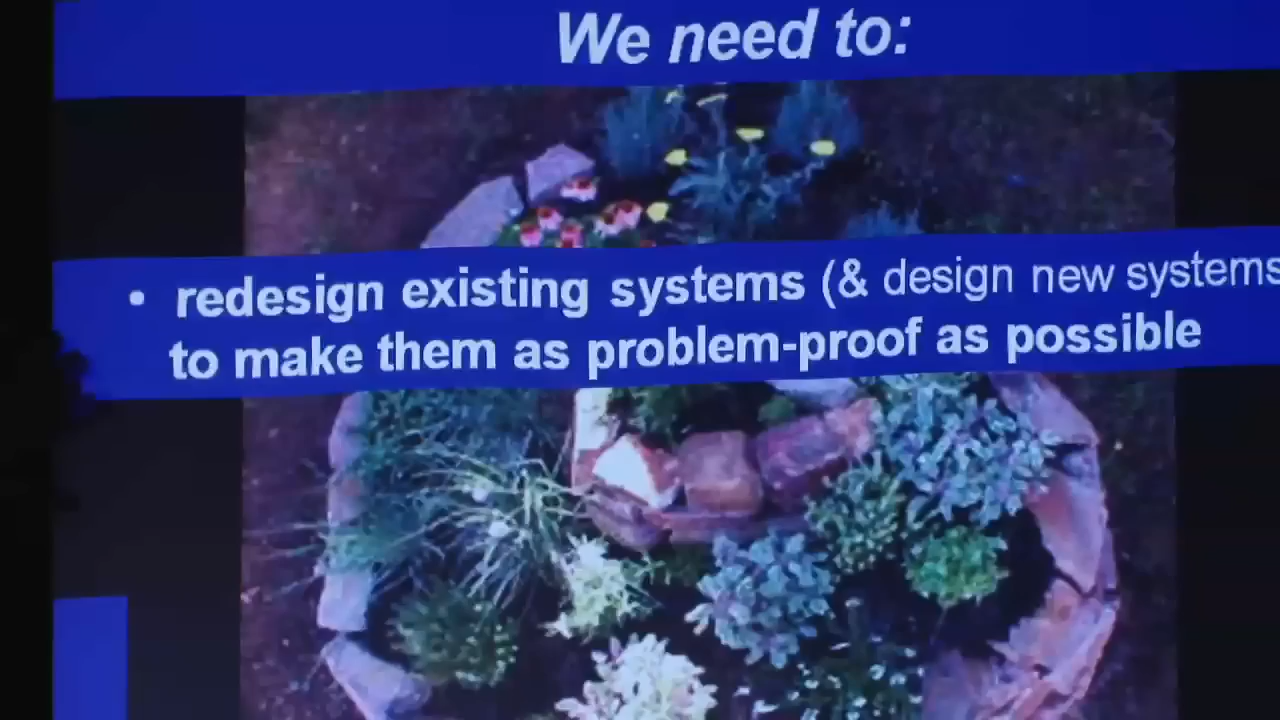 We need to:
• redesign existing systems (& design new systems
to make them as problem-proof as possible